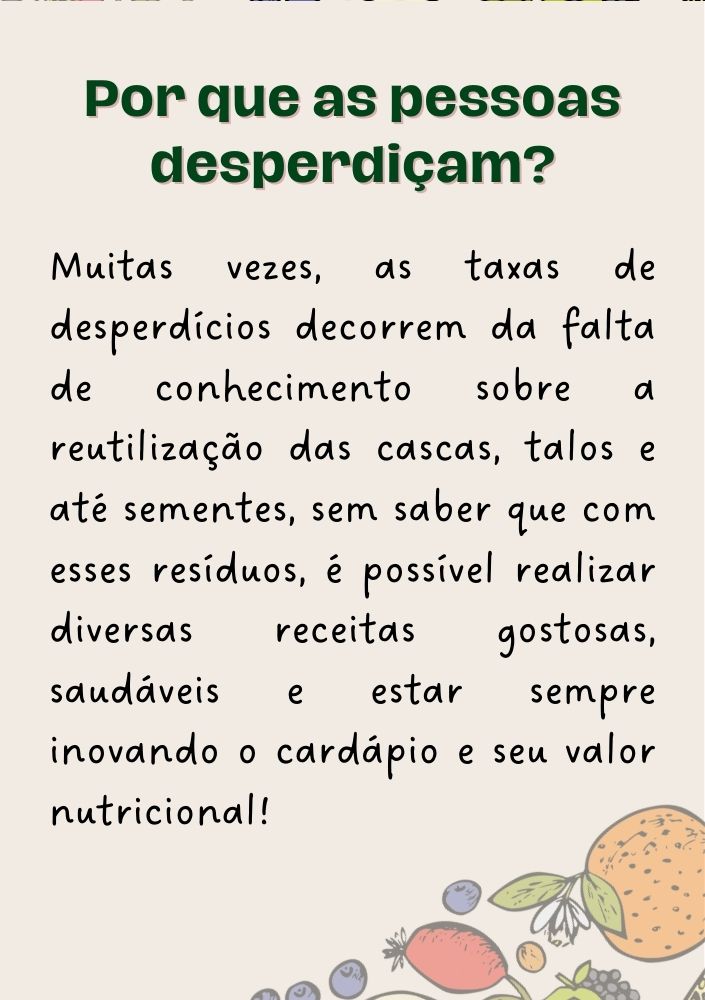 Por que as pessoas
desperdiçam?
Muitas vezes, as taxas de
desperdícios decorrem da falta
de conhecimento sobre a
reutilização das cascas, talos e
até sementes, sem saber que com
esses resíduos, é possível realizar
diversas receitas gostosas,
saudáveis e estar sempre
inovando o cardápio e seu valor
nutricional!